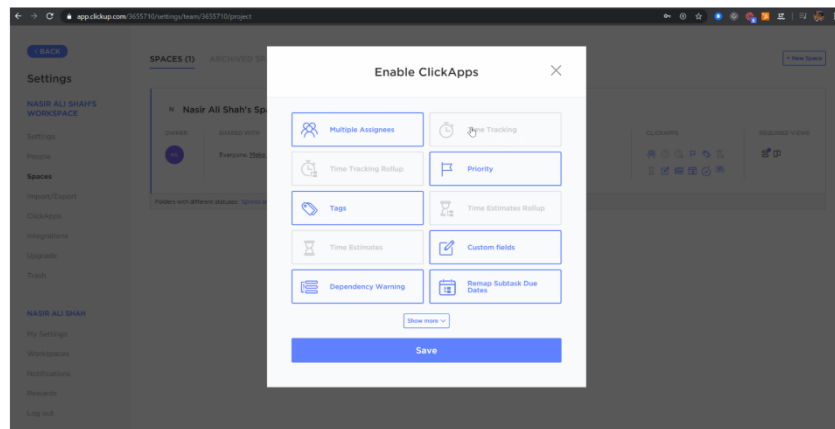 app.clickup.com/3655710/settings/team/3655710/project
< BACK
Settings
NASIR ALI SHAH'S
WORKSPACE
Settings
People
Spaces
Import/Export
ClickApps
Integrations
Upgrade
Trash
NASIR ALI SHAH
My Settings
Workspaces
Notifications
Rewards
Log out
SPACES (1) ARCHIVED SP
+ New Space
N Nasir Ali Shah's Sp
OWNER SHARED WITH CLICKAPPS REQUIRED VIEWS
Everyone
Folders with different statuses:
Enable ClickApps
Multiple Assignees
Time Tracking
Time Tracking Rollup
Priority
Tags
Time Estimates Rollup
Time Estimates
Custom fields
Dependency Warning
Remap Subtask Due
Dates
Show more
Save